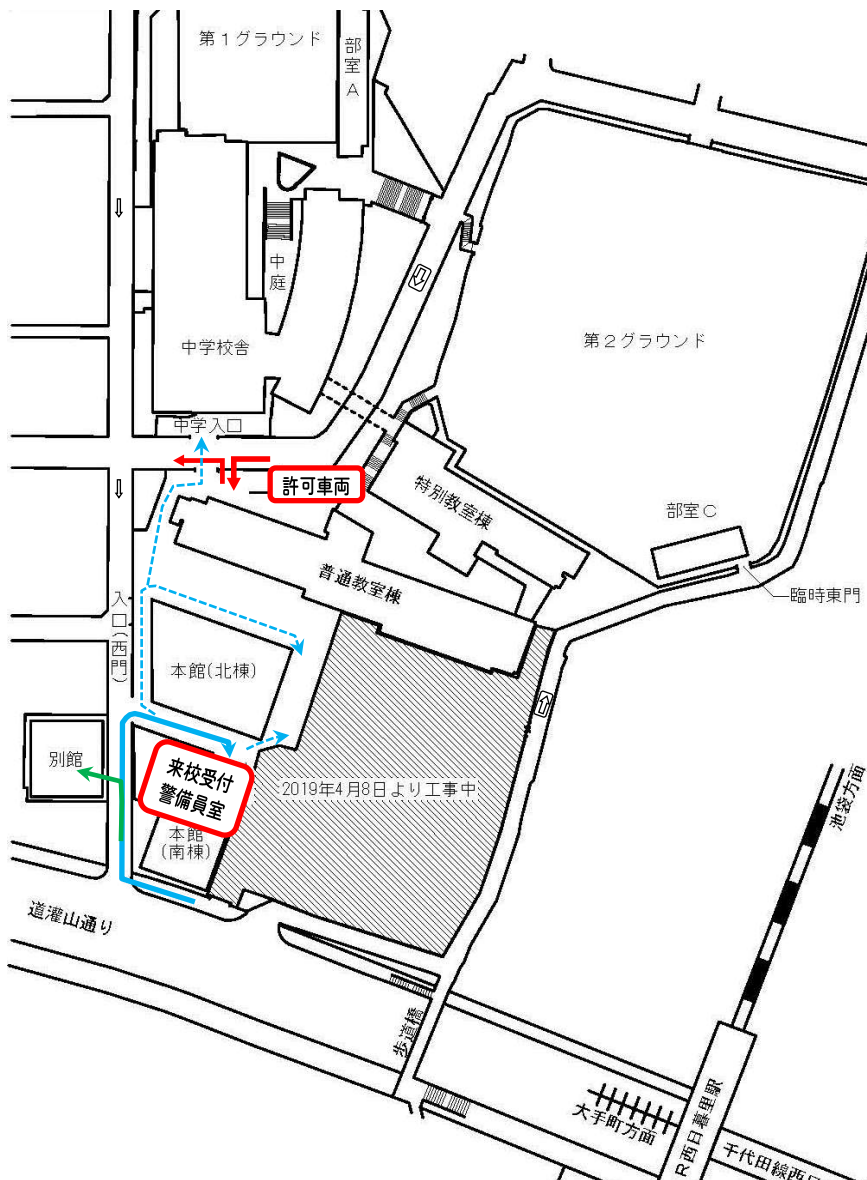 第1グラウンド
部室A
中庭
中学校舎
第2グラウンド
中学入口
許可車両
特別教室棟
部室C
普通教室棟
臨時東門
入口(西門)
本館(北棟)
別館
来校受付
警備員室
2019年4月8日より工事中
本館
(南棟)
池袋方面
道灌山通り
歩道橋
大手町方面
R西日暮里駅
千代田線西日